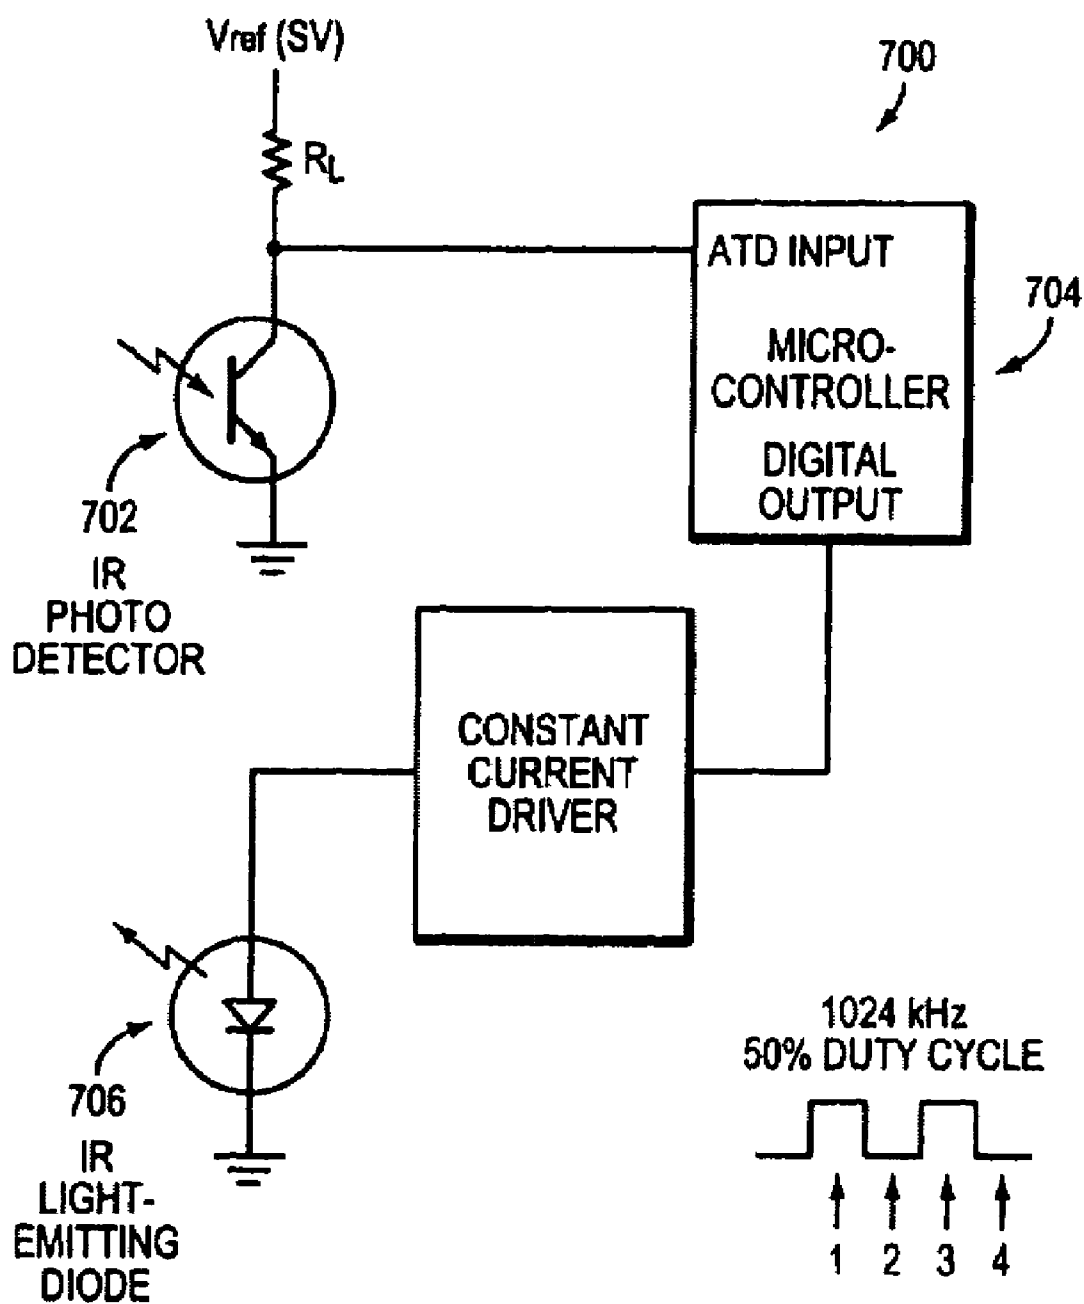 Vref (SV)
700
RL
ATD INPUT
704
MICRO-
CONTROLLER
DIGITAL
OUTPUT
702
IR
PHOTO
DETECTOR
CONSTANT
CURRENT
DRIVER
1024 kHz
50% DUTY CYCLE
706
IR
LIGHT-
EMITTING
DIODE
1 2 3 4